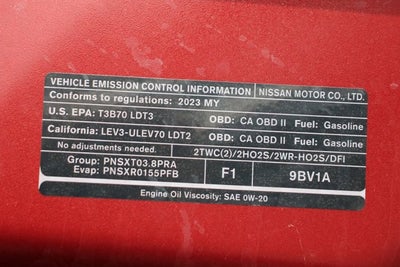 VEHICLE EMISSION CONTROL INFORMATION NISSAN MOTOR CO., LTD.
Conforms to regulations: 2023 MY
U.S. EPA: T3B70 LDT3 OBD: CA OBD II Fuel: Gasoline
California: LEV3-ULEV70 LDT2 OBD: CA OBD II Fuel: Gasoline
No adjustments needed. 2TWC(2)/2HO2S/2WR-HO2S/DFI
Group: PNSXT03.8PRA F1 9BV1A
Evap: PNSXR0155PFB
Engine Oil Viscosity: SAE 0W-20